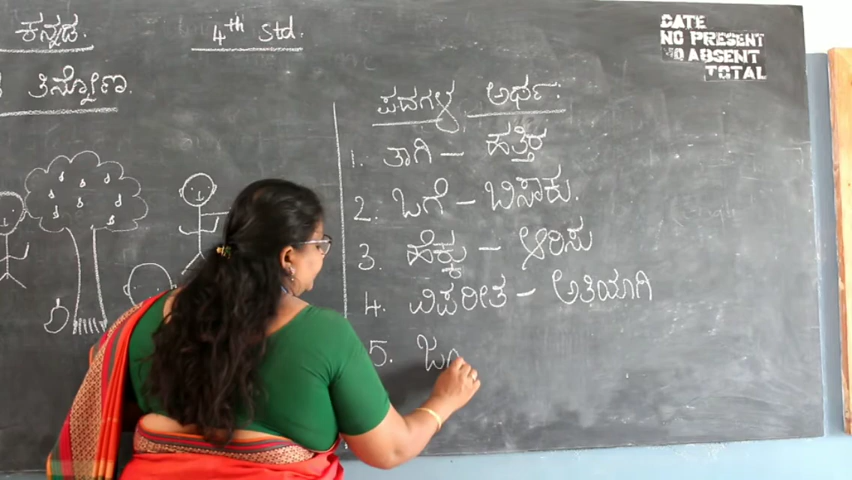 ಕನ್ನಡ.
4th Std.
ತಿನ್ನೋಣ.
DATE
NO PRESENT
NO ABSENT
TOTAL
ಪದಗಳ ಅರ್ಥ:
1. ತಾಗಿ – ಹತ್ತಿರ
2. ಒಗೆ – ಬಿಸಾಕು.
3. ಹೆಕ್ಕು – ಆರಿಸು
4. ವಿಪರೀತ – ಅತಿಯಾಗಿ
5.